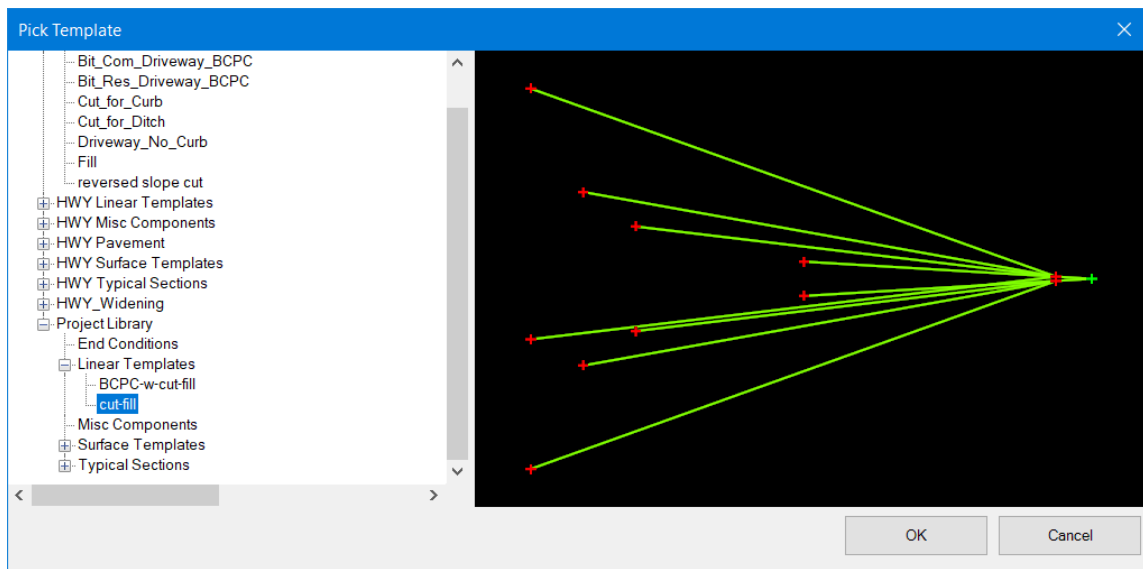 Pick Template
Bit_Com_Driveway_BCPC
Bit_Res_Driveway_BCPC
Cut_for_Curb
Cut_for_Ditch
Driveway_No_Curb
Fill
reversed slope cut
HWY Linear Templates
HWY Misc Components
HWY Pavement
HWY Surface Templates
HWY Typical Sections
HWY_Widening
Project Library
End Conditions
Linear Templates
BCPC-w-cut-fill
cut-fill
Misc Components
Surface Templates
Typical Sections
OK
Cancel